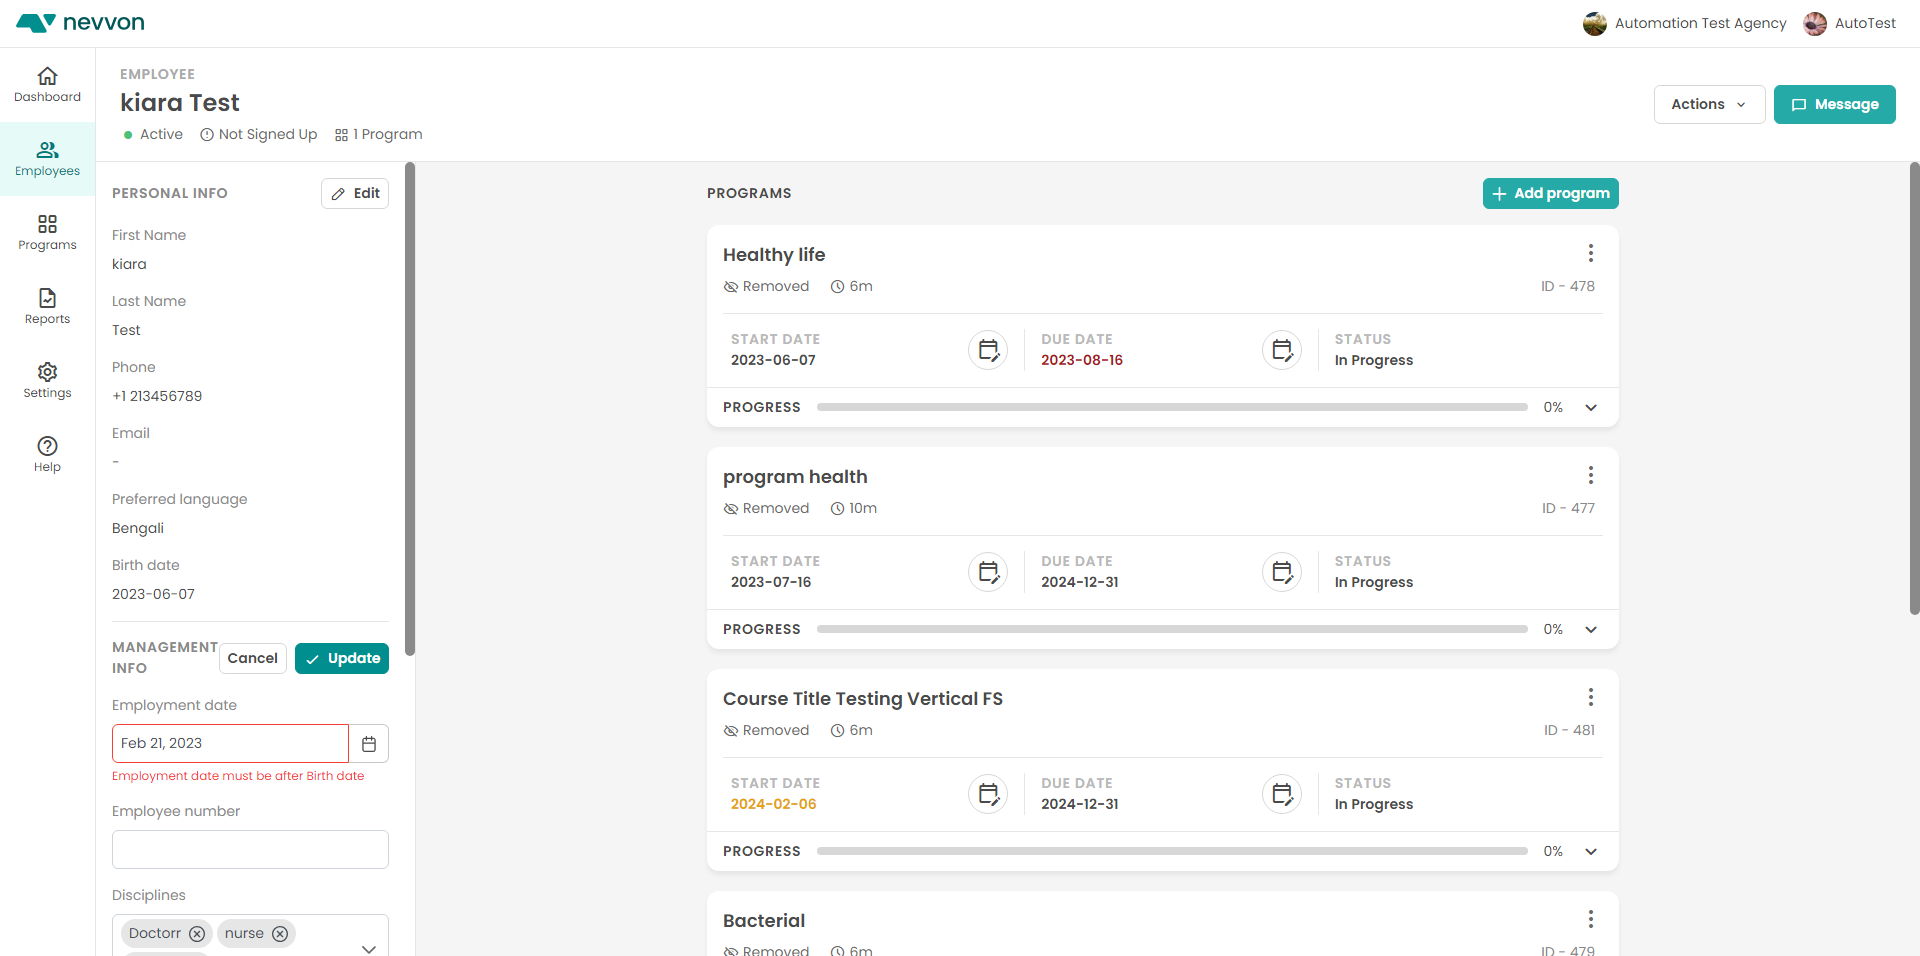 nevvon
Automation Test Agency
AutoTest
Dashboard
Employees
Programs
Reports
Settings
Help
EMPLOYEE
kiara Test
Active
Not Signed Up
1 Program
Actions
Message
PERSONAL INFO
Edit
First Name
kiara
Last Name
Test
Phone
+1 213456789
Email
-
Preferred language
Bengali
Birth date
2023-06-07
MANAGEMENT
INFO
Cancel
Update
Employment date
Feb 21, 2023
Employment date must be after Birth date
Employee number
Disciplines
Doctorr
nurse
PROGRAMS
Add program
Healthy life
Removed
6m
ID - 478
START DATE
2023-06-07
DUE DATE
2023-08-16
STATUS
In Progress
PROGRESS
0%
program health
Removed
10m
ID - 477
START DATE
2023-07-16
DUE DATE
2024-12-31
STATUS
In Progress
PROGRESS
0%
Course Title Testing Vertical FS
Removed
6m
ID - 481
START DATE
2024-02-06
DUE DATE
2024-12-31
STATUS
In Progress
PROGRESS
0%
Bacterial
Removed
6m
ID - 479